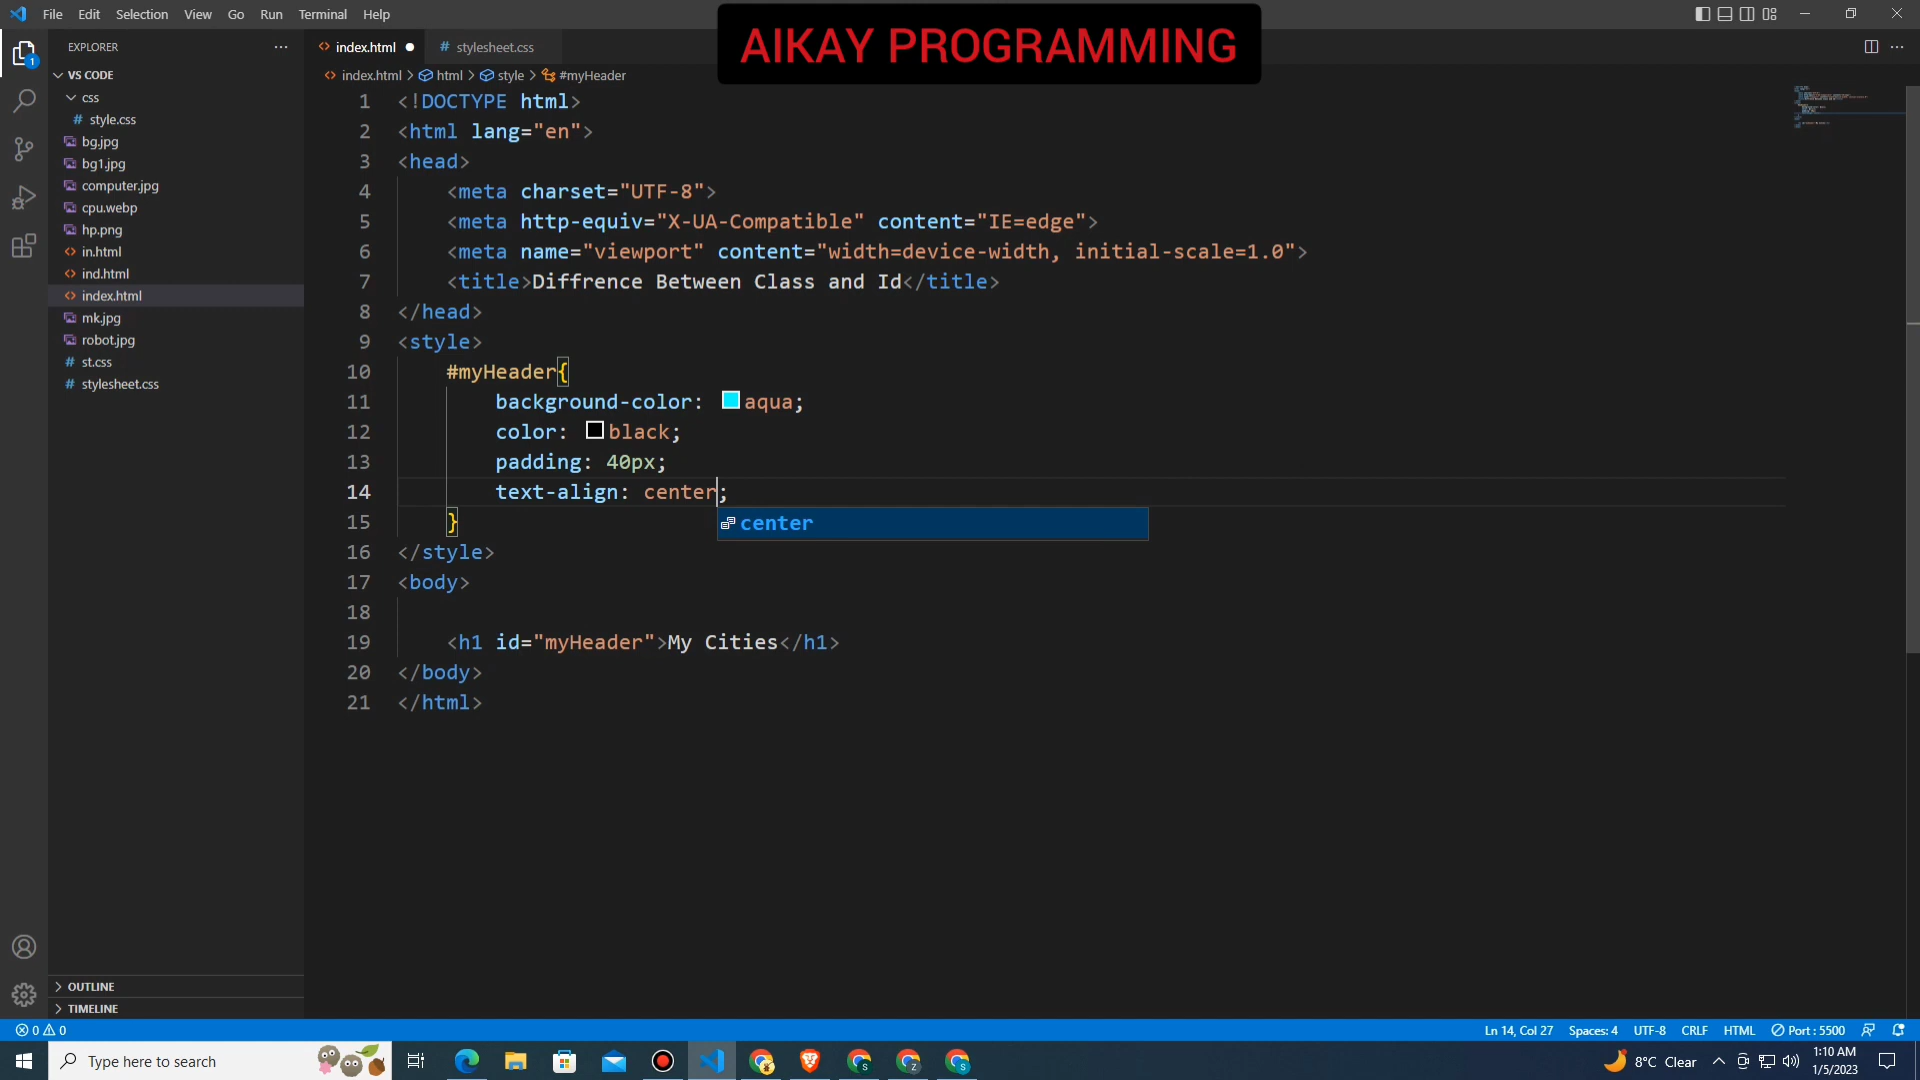 File Edit Selection View Go Run Terminal Help
AIKAY PROGRAMMING
EXPLORER
index.html
stylesheet.css
VS CODE
css
style.css
bg.jpg
bg1.jpg
computer.jpg
cpu.webp
hp.png
in.html
ind.html
index.html
mk.jpg
robot.jpg
st.css
stylesheet.css
OUTLINE
TIMELINE
index.html > html > style > #myHeader
1 <!DOCTYPE html>
2 <html lang="en">
3 <head>
4 <meta charset="UTF-8">
5 <meta http-equiv="X-UA-Compatible" content="IE=edge">
6 <meta name="viewport" content="width=device-width, initial-scale=1.0">
7 <title>Diffrence Between Class and Id</title>
8 </head>
9 <style>
10 #myHeader{
11 background-color: aqua;
12 color: black;
13 padding: 40px;
14 text-align: center;
center
15 }
16 </style>
17 <body>
18
19 <h1 id="myHeader">My Cities</h1>
20 </body>
21 </html>
1
0 0
Ln 14, Col 27 Spaces: 4 UTF-8 CRLF HTML Port : 5500
Type here to search
8°C Clear
1:10 AM
1/5/2023